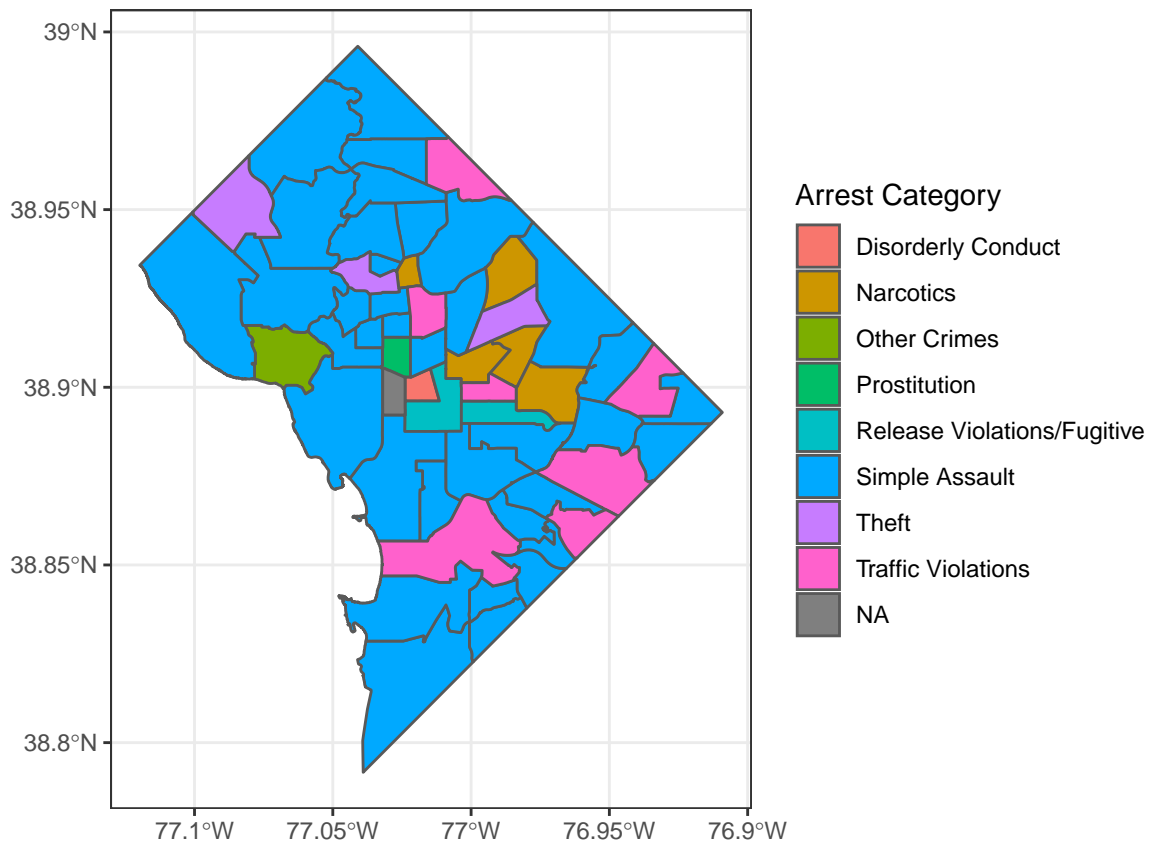 39°N
38.95°N
38.9°N
38.85°N
38.8°N
77.1°W
77.05°W
77°W
76.95°W
76.9°W
Arrest Category
Disorderly Conduct
Narcotics
Other Crimes
Prostitution
Release Violations/Fugitive
Simple Assault
Theft
Traffic Violations
NA